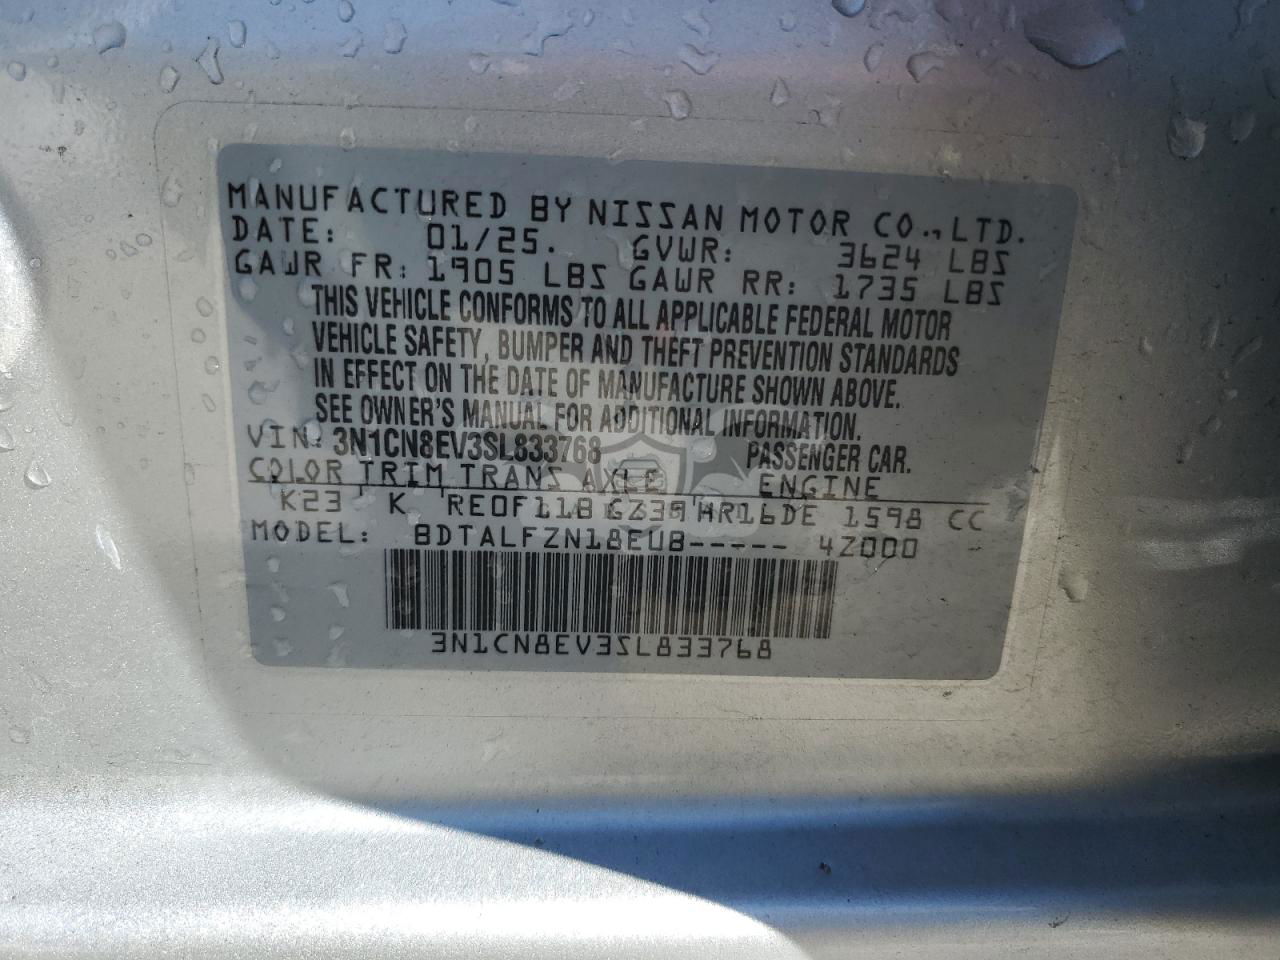 MANUFACTURED BY NISSAN MOTOR CO., LTD.
DATE: 01/25. GVWR: 3624 LBS
GAWR FR: 1905 LBS GAWR RR: 1735 LBS
THIS VEHICLE CONFORMS TO ALL APPLICABLE FEDERAL MOTOR
VEHICLE SAFETY, BUMPER AND THEFT PREVENTION STANDARDS
IN EFFECT ON THE DATE OF MANUFACTURE SHOWN ABOVE.
SEE OWNER'S MANUAL FOR ADDITIONAL INFORMATION.
VIN: 3N1CN8EV3SL833768 PASSENGER CAR.
COLOR TRIM TRANS AXLE ENGINE
K23 K RE0F11B GZ39 HR16DE 1598 CC
MODEL: BDTALFZN18EUB----- 4Z000
3N1CN8EV3SL833768